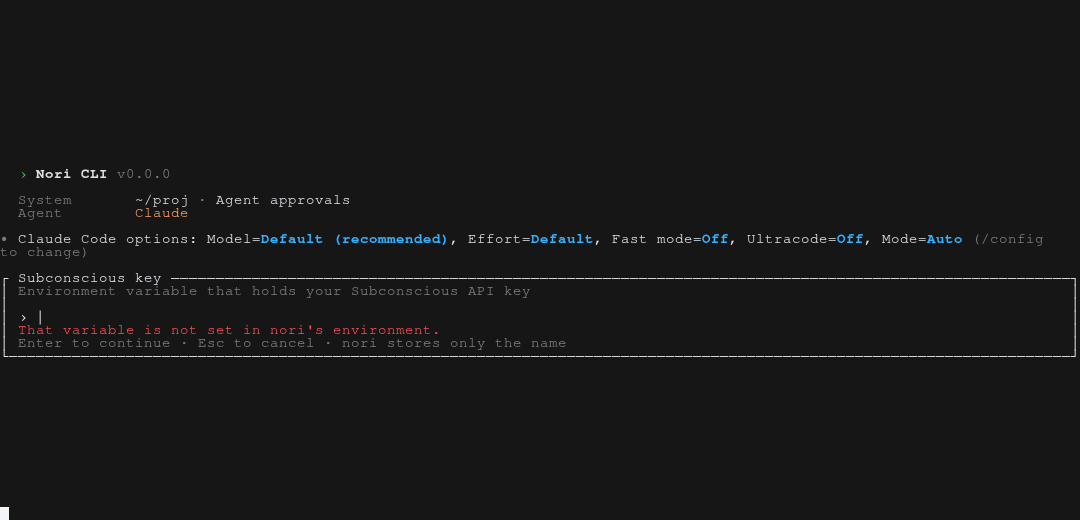 › Nori CLI v0.0.0
System ~/proj · Agent approvals
Agent Claude
• Claude Code options: Model=Default (recommended), Effort=Default, Fast mode=Off, Ultracode=Off, Mode=Auto (/config
to change)
Subconscious key
Environment variable that holds your Subconscious API key
›
That variable is not set in nori's environment.
Enter to continue · Esc to cancel · nori stores only the name